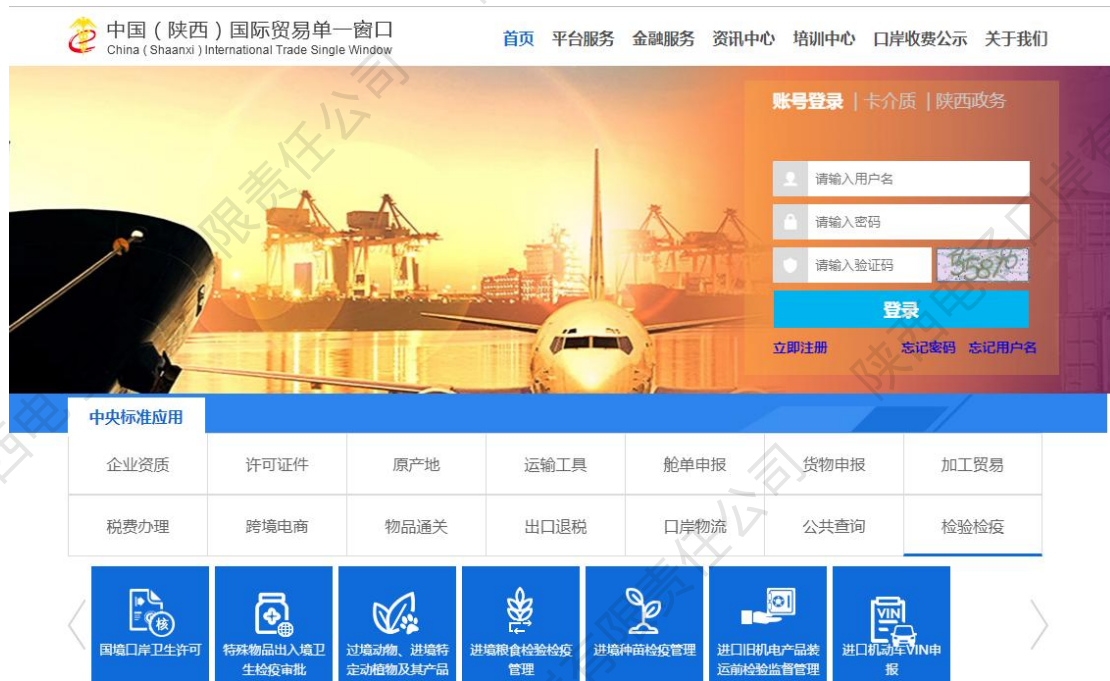 中国（陕西）国际贸易单一窗口
China ( Shaanxi ) International Trade Single Window
首页 平台服务 金融服务 资讯中心 培训中心 口岸收费公示 关于我们
账号登录 | 卡介质 | 陕西政务
请输入用户名
请输入密码
请输入验证码
登录
立即注册 忘记密码 忘记用户名
中央标准应用
企业资质 许可证件 原产地 运输工具 舱单申报 货物申报 加工贸易
税费办理 跨境电商 物品通关 出口退税 口岸物流 公共查询 检验检疫
核
VIN
国境口岸卫生许可 特殊物品出入境卫 过境动物、进境特 进境粮食检验检疫 进境种苗检疫管理 进口旧机电产品装 进口机动车VIN申
生检疫审批 定动植物及其产品 管理 运前检验监督管理 报